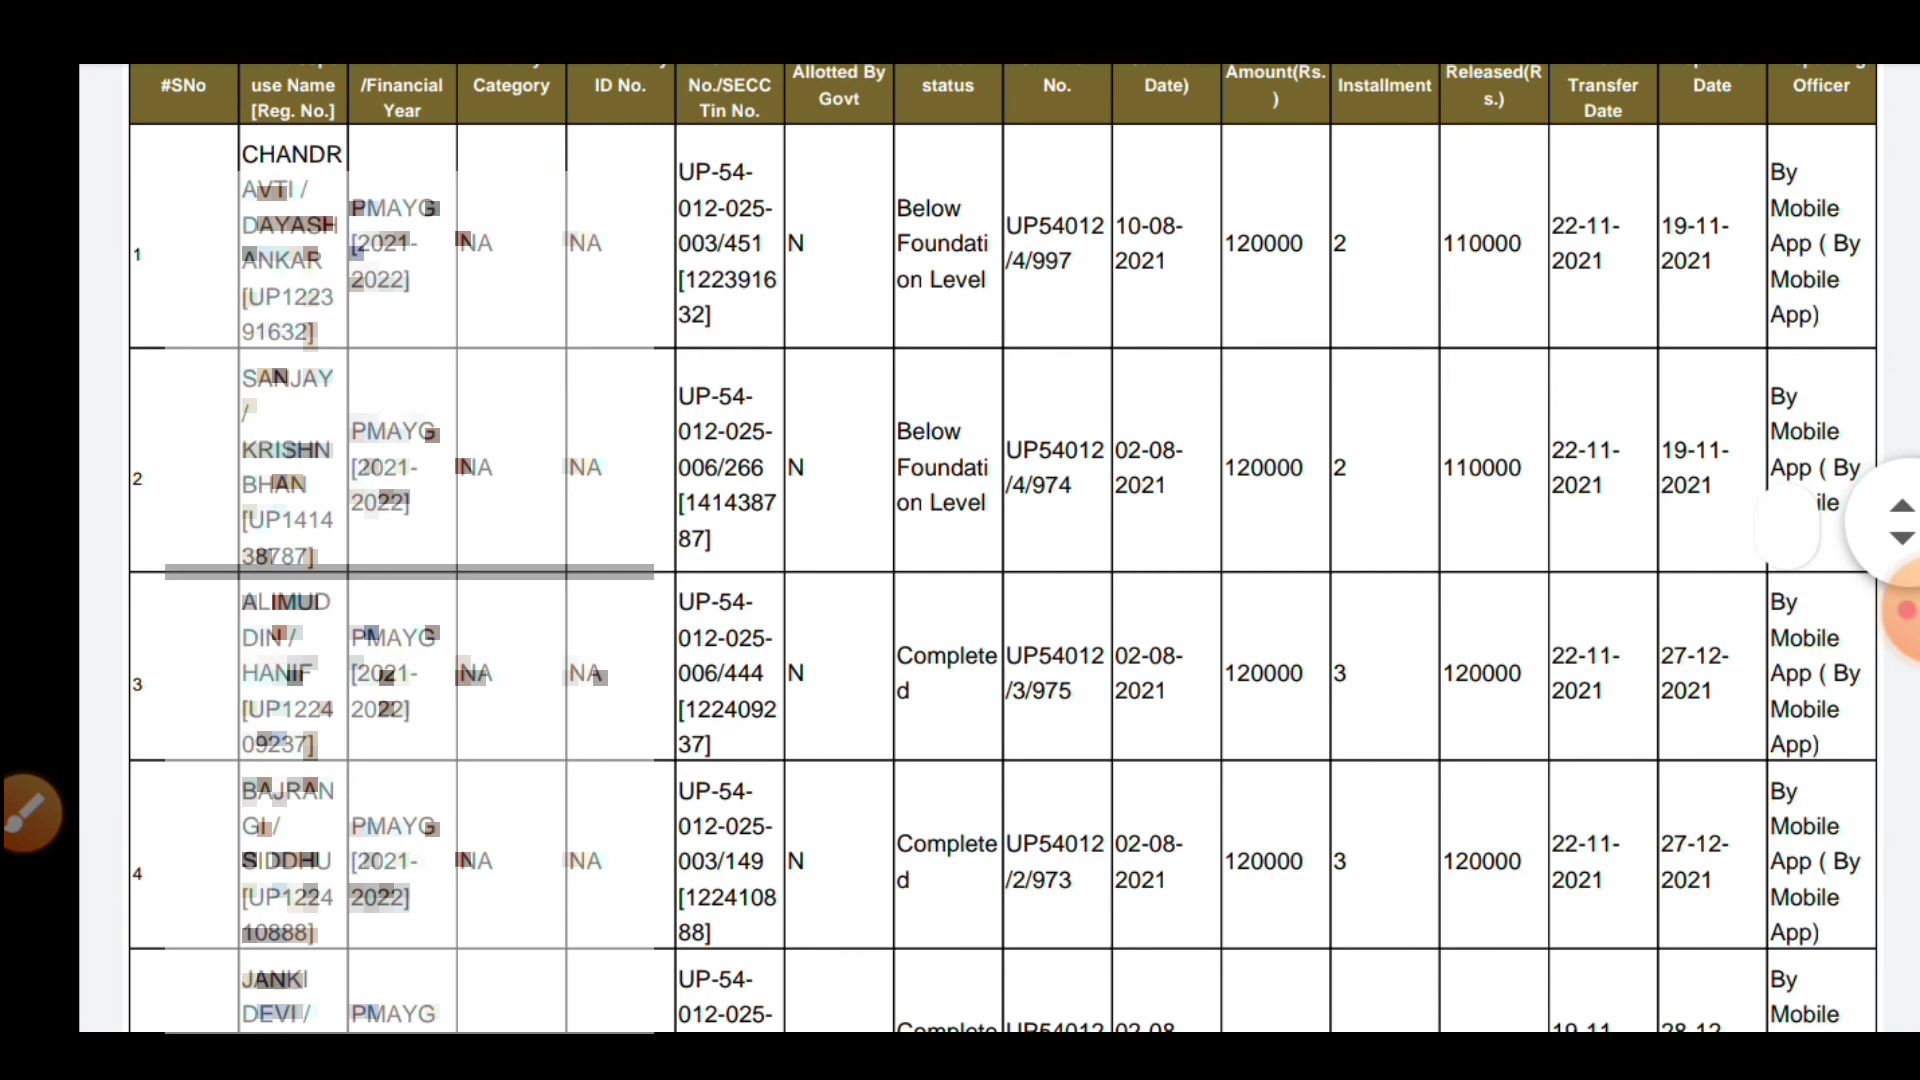 #SNo
use Name
[Reg. No.]
/Financial
Year
Category
ID No.
No./SECC
Tin No.
Allotted By
Govt
status
No.
Date)
Amount(Rs.
)
Installment
Released(R
s.)
Transfer
Date
Date
Officer
1
CHANDR
AVTI /
DAYASH
ANKAR
[UP1223
91632]
PMAYG
[2021-
2022]
NA
NA
UP-54-
012-025-
003/451
[1223916
32]
N
Below
Foundati
on Level
UP54012
/4/997
10-08-
2021
120000
2
110000
22-11-
2021
19-11-
2021
By
Mobile
App ( By
Mobile
App)
2
SANJAY
/
KRISHN
BHAN
[UP1414
38787]
PMAYG
[2021-
2022]
NA
NA
UP-54-
012-025-
006/266
[1414387
87]
N
Below
Foundati
on Level
UP54012
/4/974
02-08-
2021
120000
2
110000
22-11-
2021
19-11-
2021
By
Mobile
App ( By
3
ALIMUD
DIN /
HANIF
[UP1224
09237]
PMAYG
[2021-
2022]
NA
NA
UP-54-
012-025-
006/444
[1224092
37]
N
Complete
d
UP54012
/3/975
02-08-
2021
120000
3
120000
22-11-
2021
27-12-
2021
By
Mobile
App ( By
Mobile
App)
4
BAJRAN
GI /
SIDDHU
[UP1224
10888]
PMAYG
[2021-
2022]
NA
NA
UP-54-
012-025-
003/149
[1224108
88]
N
Complete
d
UP54012
/2/973
02-08-
2021
120000
3
120000
22-11-
2021
27-12-
2021
By
Mobile
App ( By
Mobile
App)
JANKI
DEVI /
PMAYG
UP-54-
012-025-
Complete
UP54012
02-08
19-11
28-12
By
Mobile